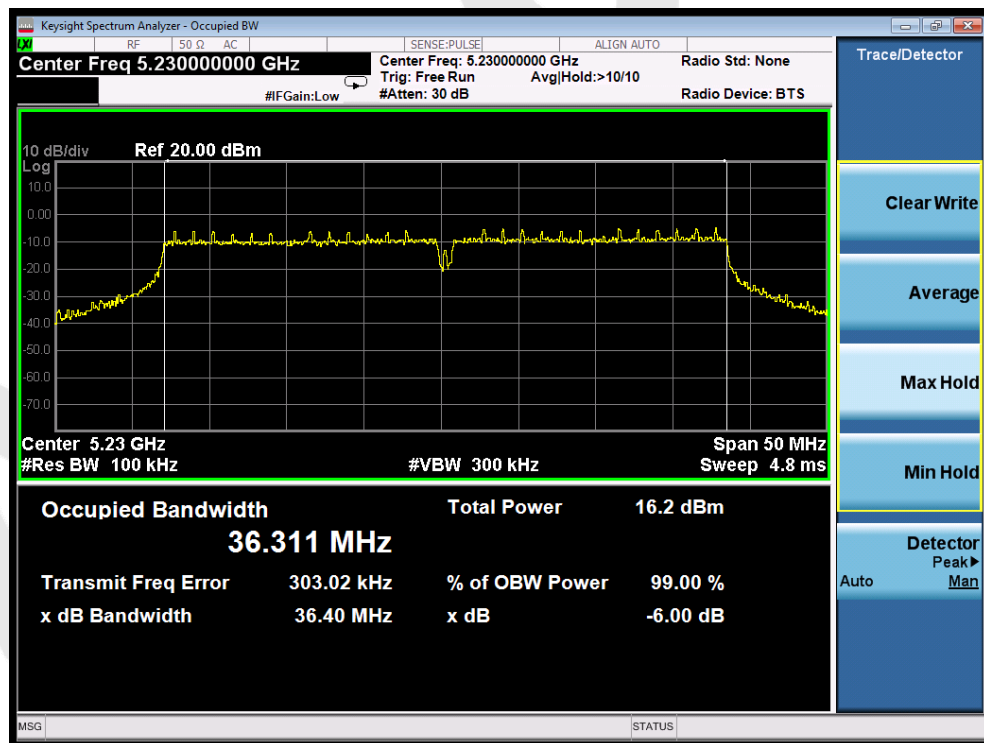 Keysight Spectrum Analyzer - Occupied BW
LXI RF 50 Ω AC SENSE:PULSE ALIGN AUTO
Center Freq 5.230000000 GHz
Center Freq: 5.230000000 GHz Radio Std: None
Trig: Free Run Avg|Hold:>10/10
#IFGain:Low #Atten: 30 dB Radio Device: BTS
10 dB/div Ref 20.00 dBm
Log
10.0
0.00
-10.0
-20.0
-30.0
-40.0
-50.0
-60.0
-70.0
Center 5.23 GHz Span 50 MHz
#Res BW 100 kHz #VBW 300 kHz Sweep 4.8 ms
Occupied Bandwidth Total Power 16.2 dBm
36.311 MHz
Transmit Freq Error 303.02 kHz % of OBW Power 99.00 %
x dB Bandwidth 36.40 MHz x dB -6.00 dB
MSG STATUS
Trace/Detector
Clear Write
Average
Max Hold
Min Hold
Detector
Peak▶
Auto Man